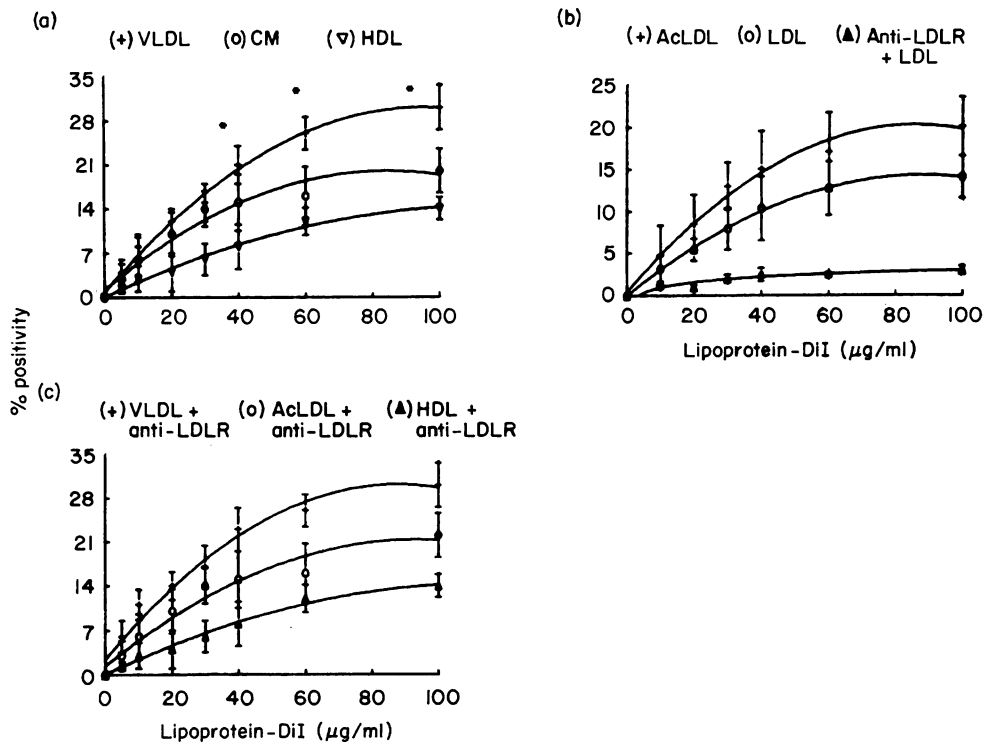 (a)
(+) VLDL (o) CM (▽) HDL
35
28
21
14
7
0
0 20 40 60 80 100
(b)
(+) AcLDL (o) LDL (▲) Anti-LDLR
+ LDL
25
20
15
10
5
0
0 20 40 60 80 100
Lipoprotein-DiI (μg/ml)
% positivity
(c)
(+) VLDL + (o) AcLDL + (▲) HDL +
anti-LDLR anti-LDLR anti-LDLR
35
28
21
14
7
0
0 20 40 60 80 100
Lipoprotein-DiI (μg/ml)